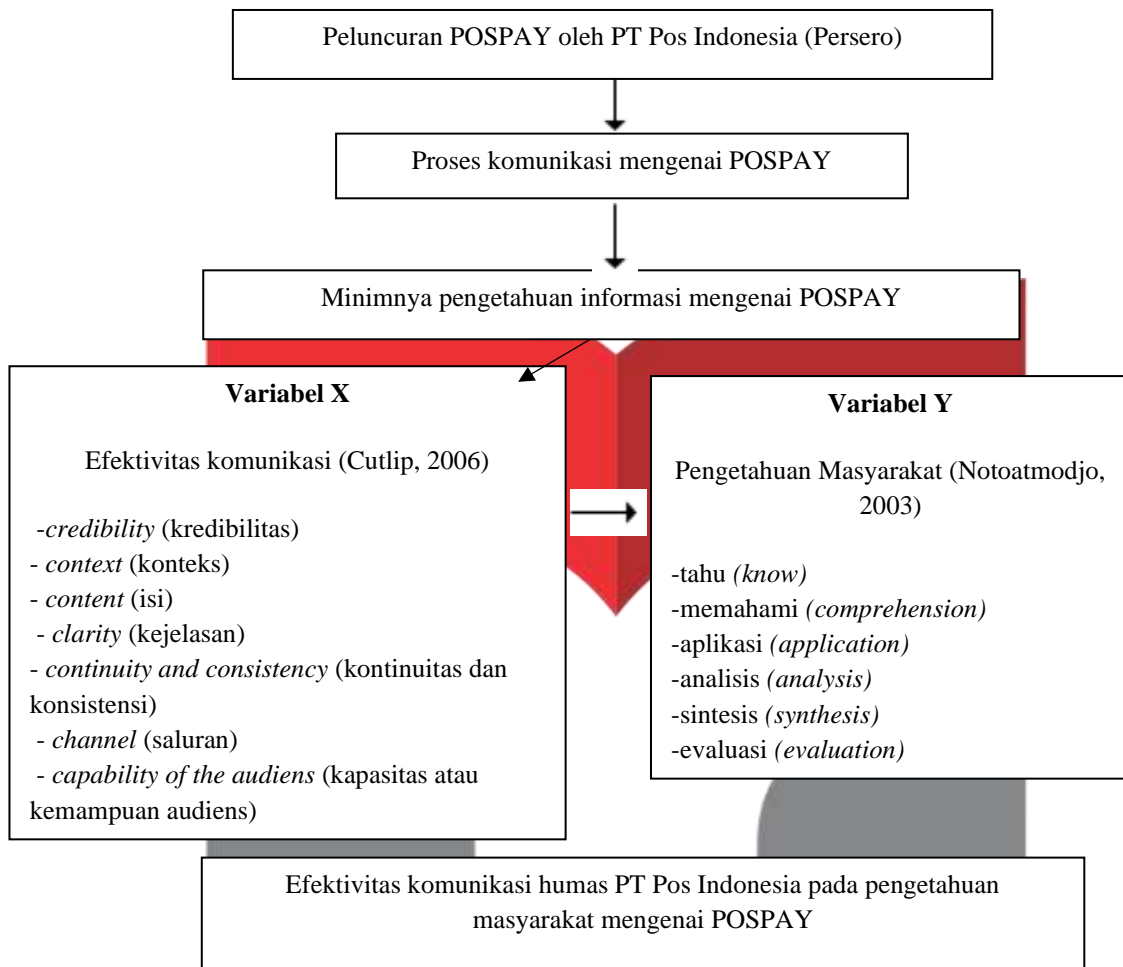 Peluncuran POSPAY oleh PT Pos Indonesia (Persero)
Proses komunikasi mengenai POSPAY
Minimnya pengetahuan informasi mengenai POSPAY
Variabel X
Efektivitas komunikasi (Cutlip, 2006)
-credibility (kredibilitas)
- context (konteks)
- content (isi)
- clarity (kejelasan)
- continuity and consistency (kontinuitas dan
konsistensi)
- channel (saluran)
- capability of the audiens (kapasitas atau
kemampuan audiens)
Variabel Y
Pengetahuan Masyarakat (Notoatmodjo,
2003)
-tahu (know)
-memahami (comprehension)
-aplikasi (application)
-analisis (analysis)
-sintesis (synthesis)
-evaluasi (evaluation)
Efektivitas komunikasi humas PT Pos Indonesia pada pengetahuan
masyarakat mengenai POSPAY